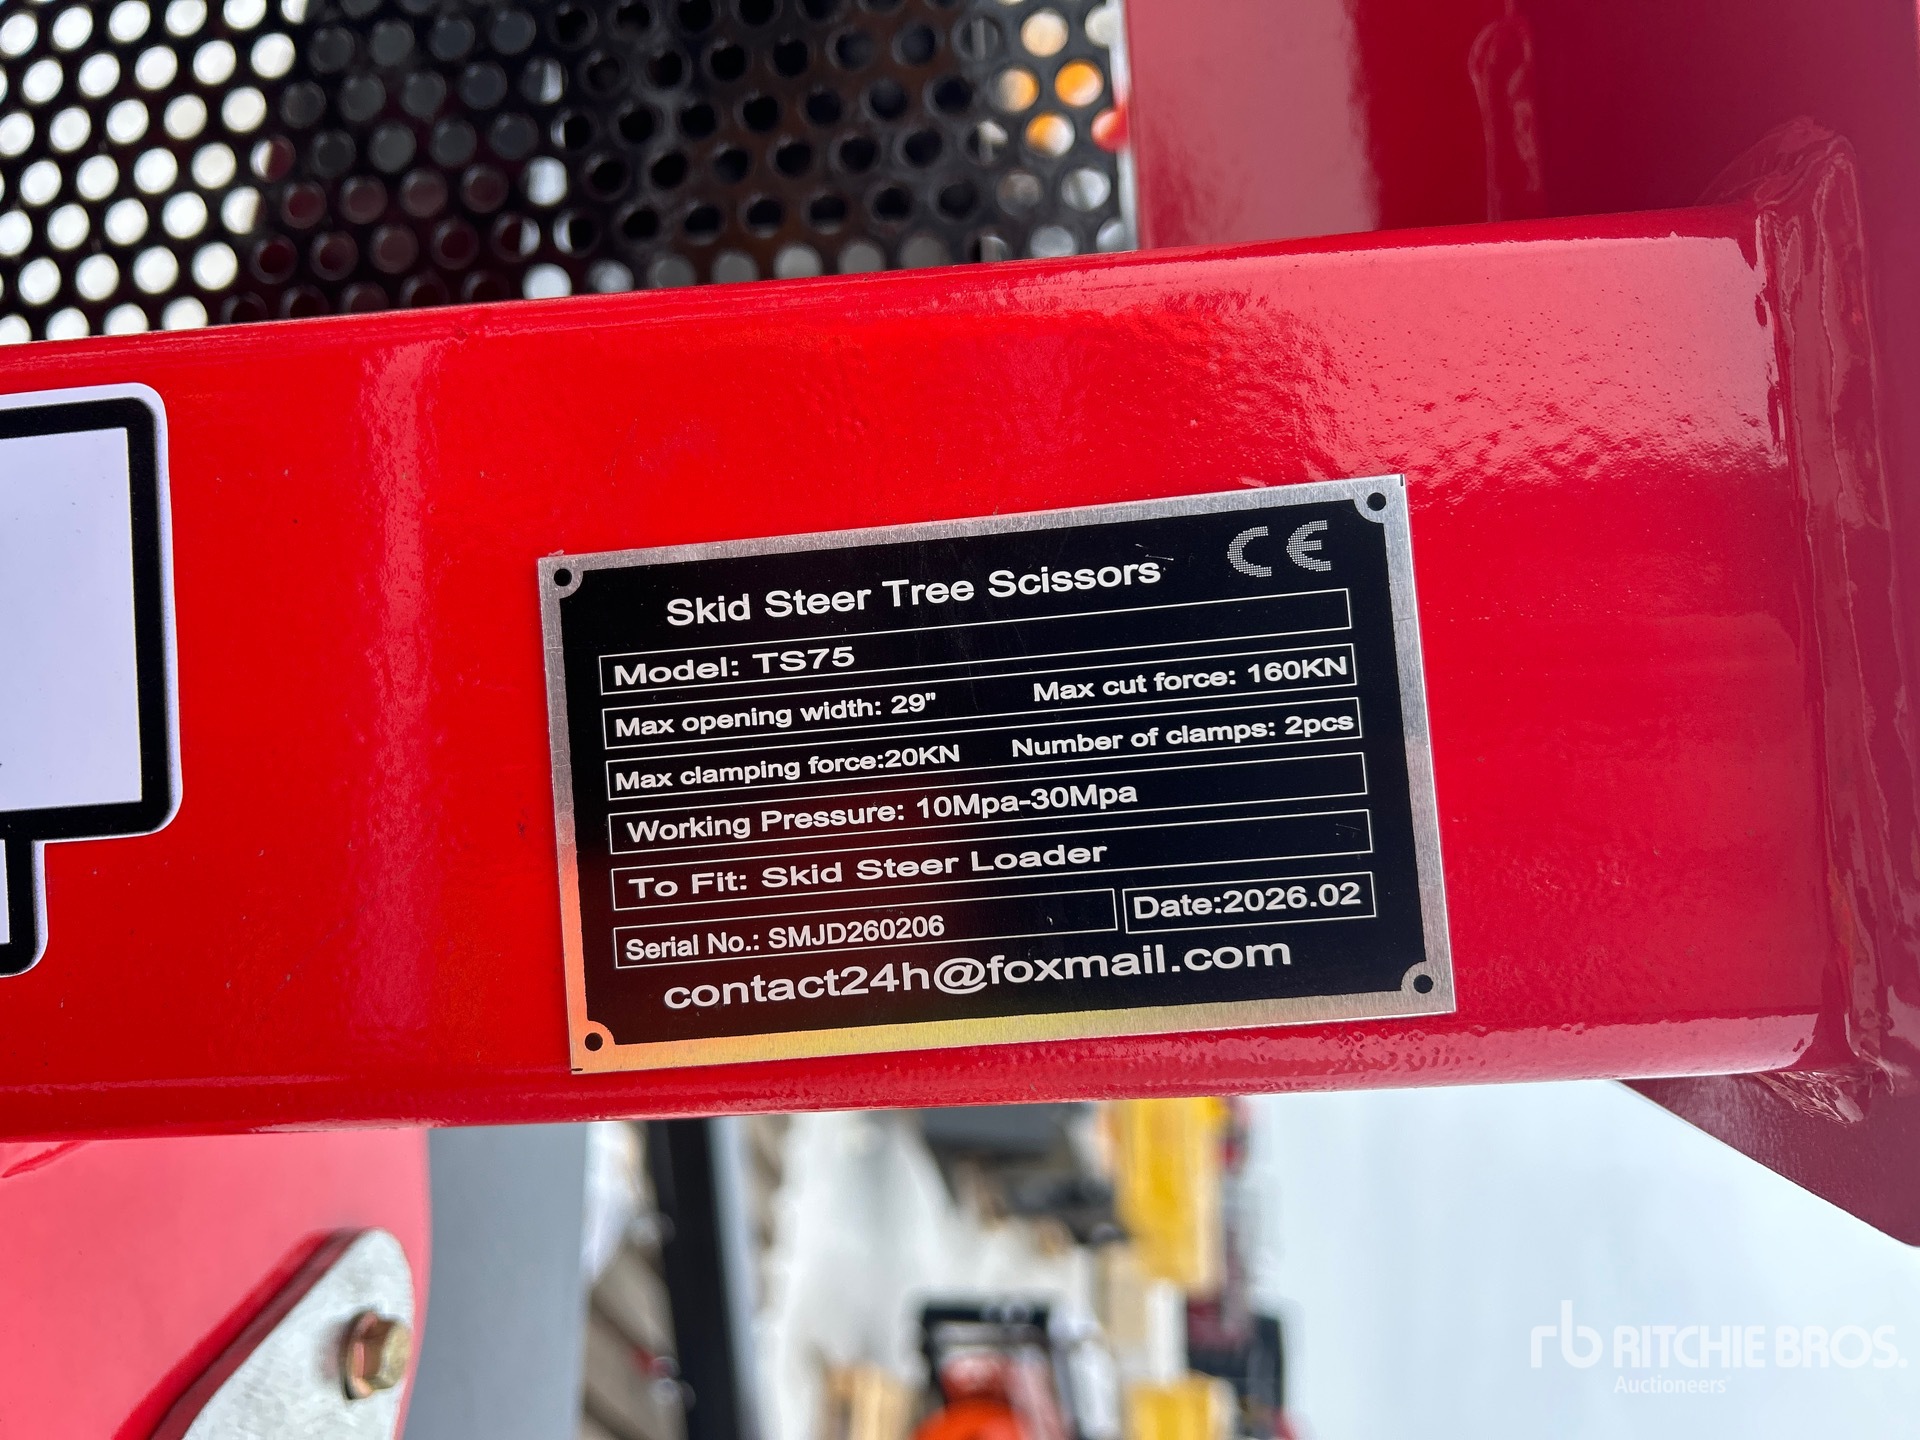 Skid Steer Tree Scissors CE
Model: TS75
Max opening width: 29" Max cut force: 160KN
Max clamping force:20KN Number of clamps: 2pcs
Working Pressure: 10Mpa-30Mpa
To Fit: Skid Steer Loader
Serial No.: SMJD260206 Date:2026.02
contact24h@foxmail.com
rb RITCHIE BROS.
Auctioneers